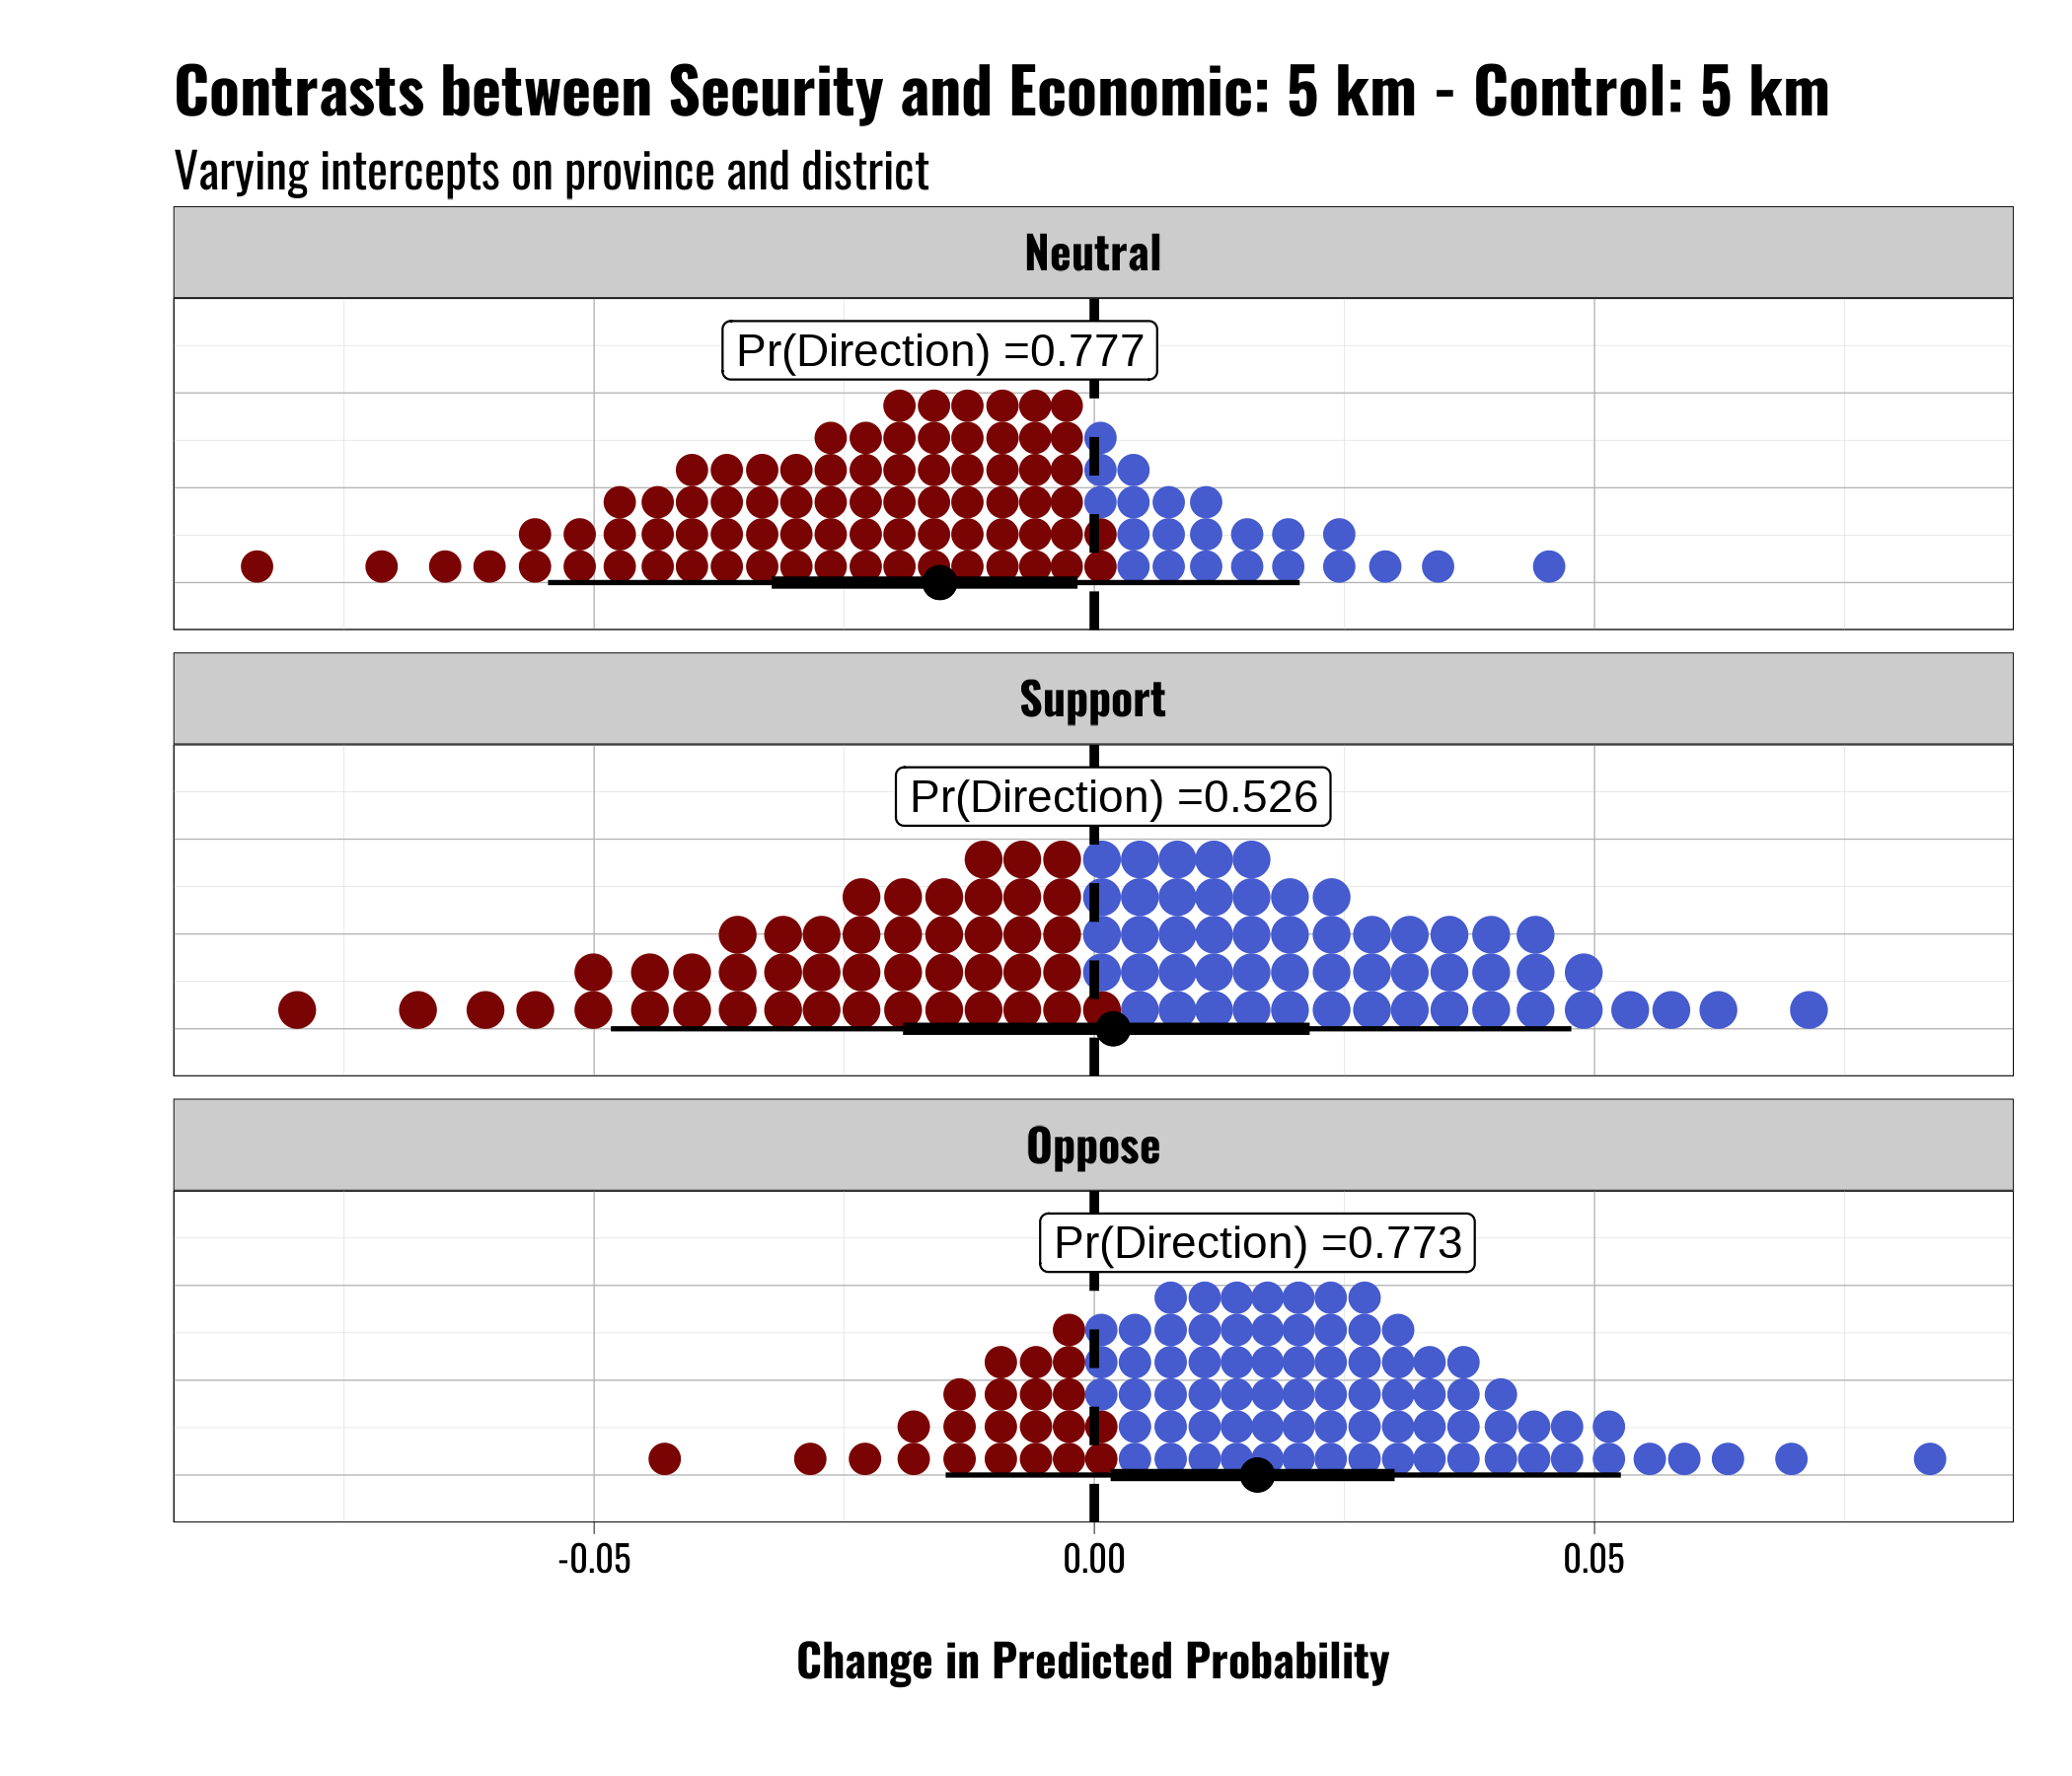 Contrasts between Security and Economic: 5 km - Control: 5 km
Varying intercepts on province and district
Neutral
Pr(Direction) =0.777
Support
Pr(Direction) =0.526
Oppose
Pr(Direction) =0.773
-0.05 0.00 0.05
Change in Predicted Probability